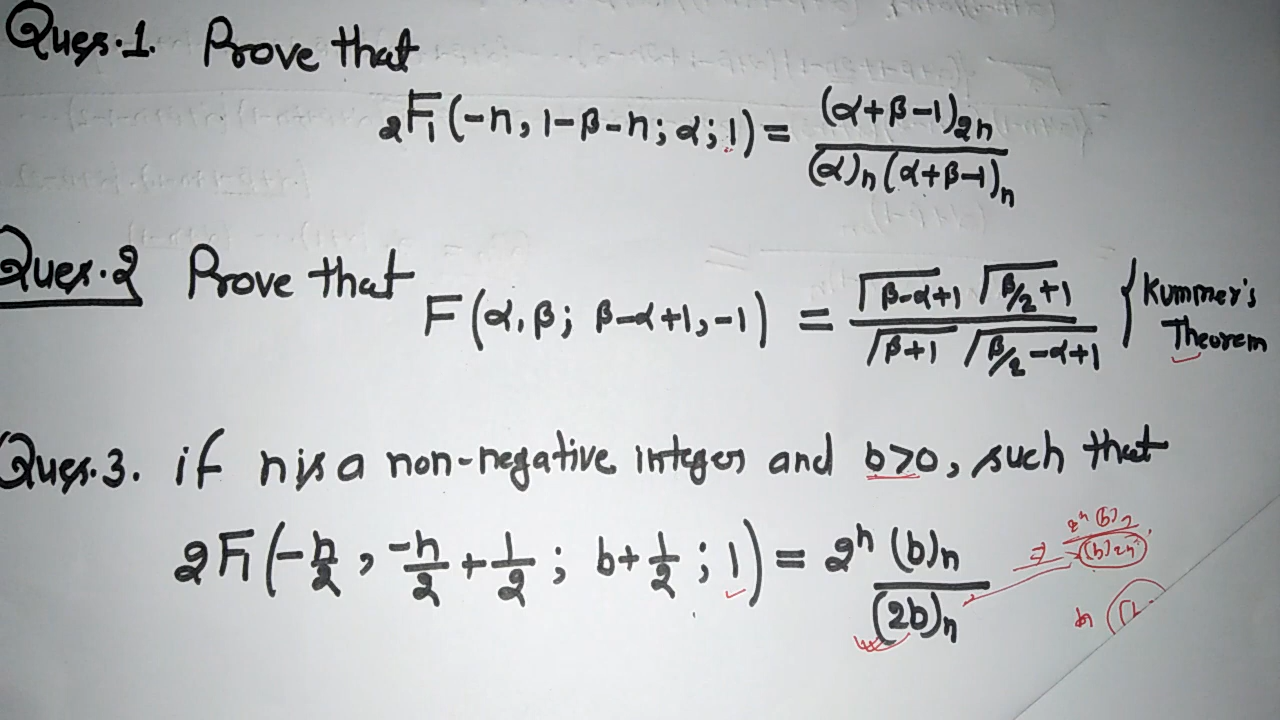 Ques.1. Prove that
₂F₁(-n, 1-β-n; α; 1) = (α+β-1)₂ₙ / (α)ₙ(α+β-1)ₙ
Ques.2 Prove that F(α, β; β-α+1, -1) = Γβ-α+1 Γβ/2+1 / Γβ+1 Γβ/2-α+1 } Kummer's Theorem
Ques.3. if n is a non-negative integer and b>0, such that
2F1(-n/2, -n/2 + 1/2; b+1/2; 1) = 2ⁿ (b)ₙ / (2b)ₙ